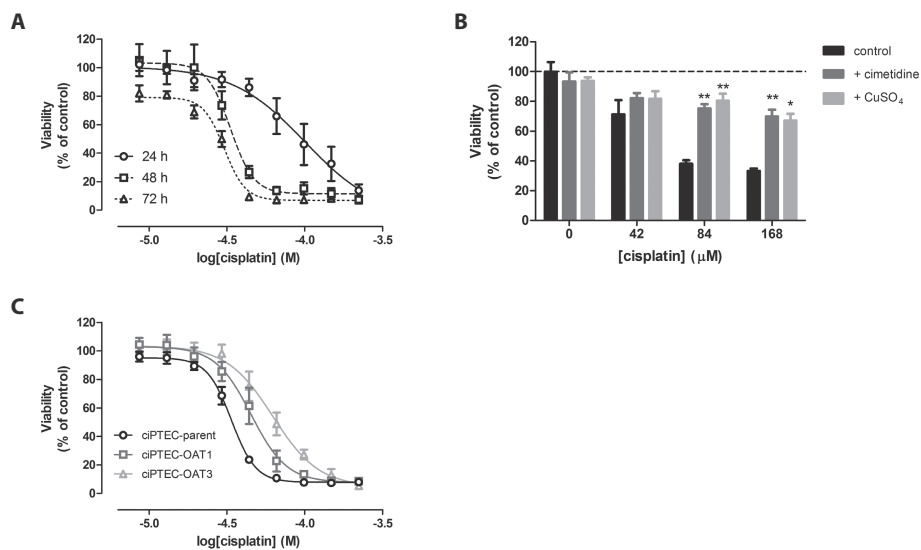 A
120
100
80
60
40
20
0
Viability
(% of control)
24 h
48 h
72 h
-5.0 -4.5 -4.0 -3.5
log[cisplatin] (M)
B
120
100
80
60
40
20
0
Viability
(% of control)
** ** ** *
0 42 84 168
[cisplatin] (μM)
control
+ cimetidine
+ CuSO₄
C
120
100
80
60
40
20
0
Viability
(% of control)
ciPTEC-parent
ciPTEC-OAT1
ciPTEC-OAT3
-5.0 -4.5 -4.0 -3.5
log[cisplatin] (M)